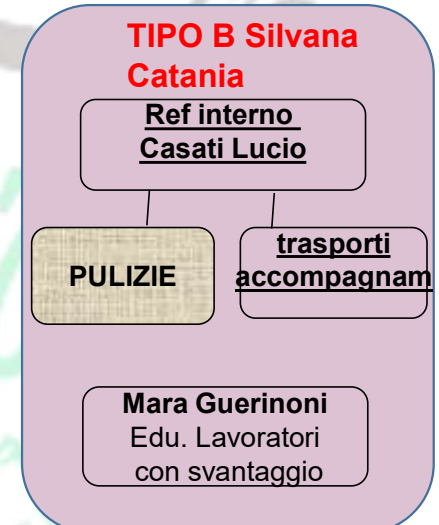 TIPO B Silvana
Catania
Ref interno
Casati Lucio
PULIZIE
trasporti
accompagnam
Mara Guerinoni
Edu. Lavoratori
con svantaggio